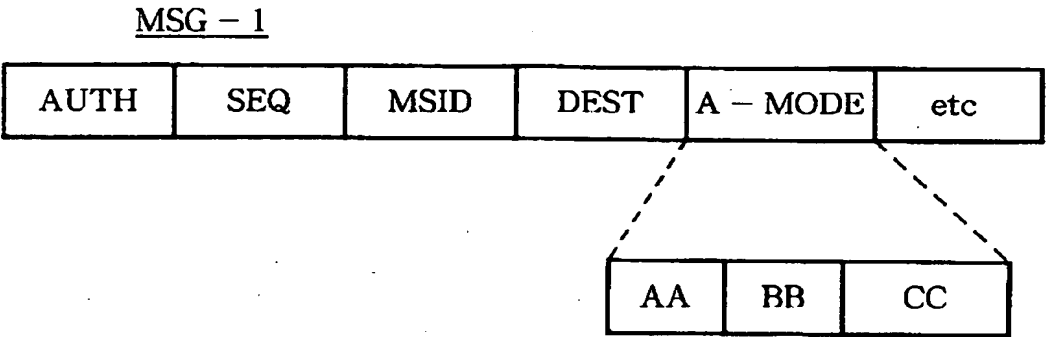 MSG – 1
AUTH SEQ MSID DEST A – MODE etc
AA BB CC